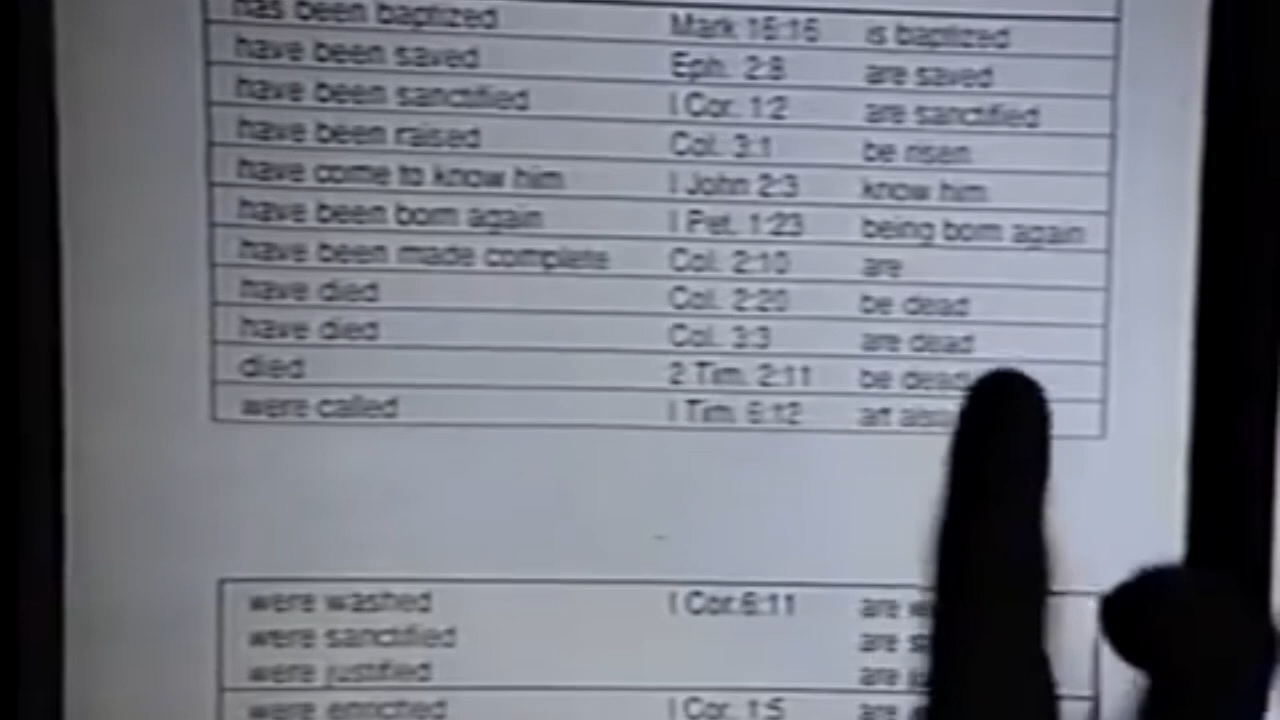 has been baptized Mark 16:16 is baptized
have been saved Eph. 2:8 are saved
have been sanctified I Cor. 1:2 are sanctified
have been raised Col. 3:1 be risen
have come to know him I John 2:3 know him
have been born again I Pet. 1:23 being born again
have been made complete Col. 2:10 are
have died Col. 2:20 be dead
have died Col. 3:3 are dead
died 2 Tim. 2:11 be dead
were called I Tim. 6:12 art
were washed I Cor.6:11 are
were sanctified are
were justified are
were enriched I Cor. 1:5 are